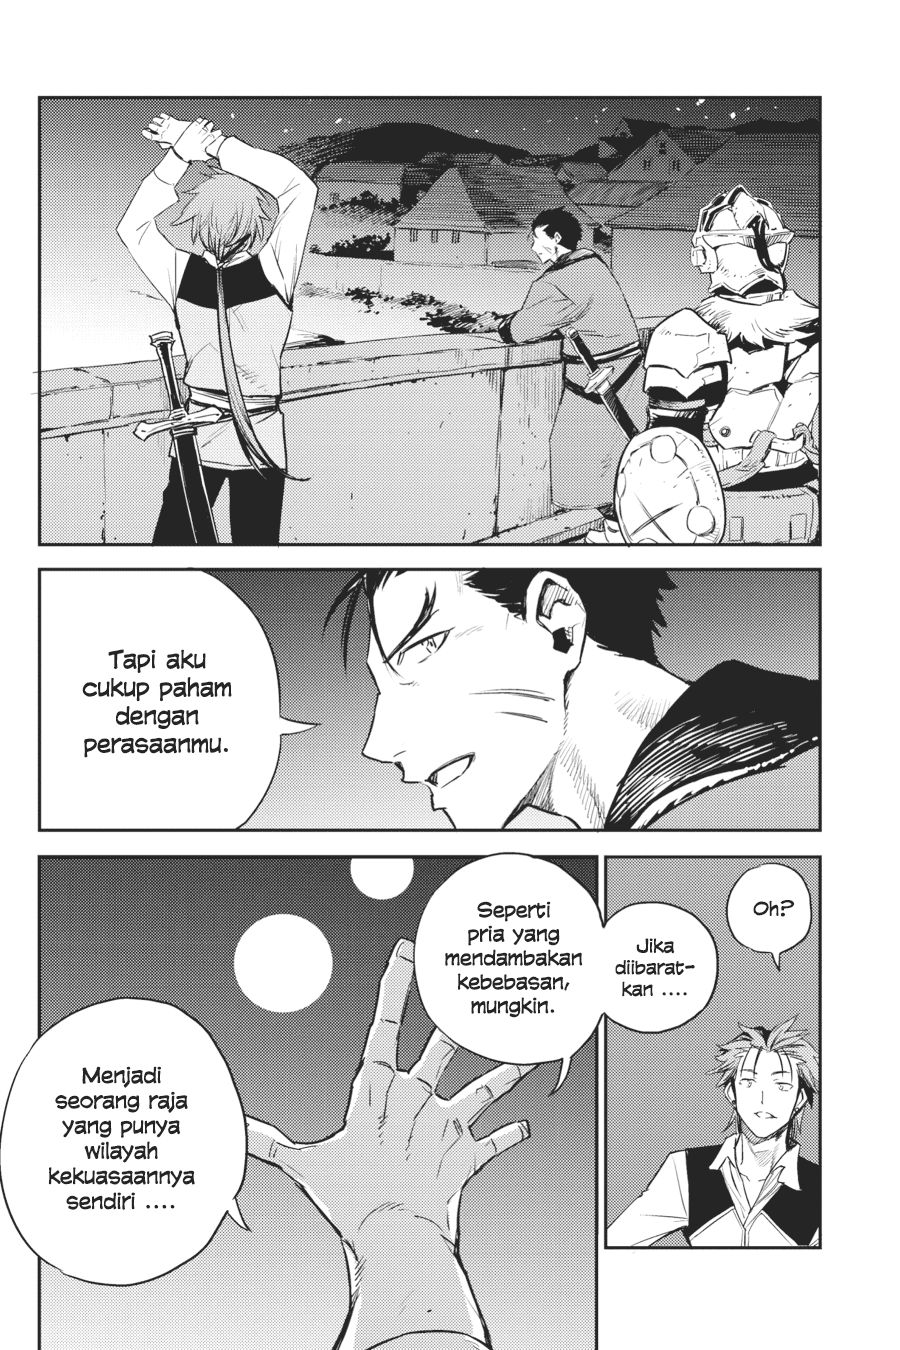 Tapi aku
cukup paham
dengan
perasaanmu.
Oh?
Jika
diibarat-
kan ....
Seperti
pria yang
mendambakan
kebebasan,
mungkin.
Menjadi
seorang raja
yang punya
wilayah
kekuasaannya
sendiri ....